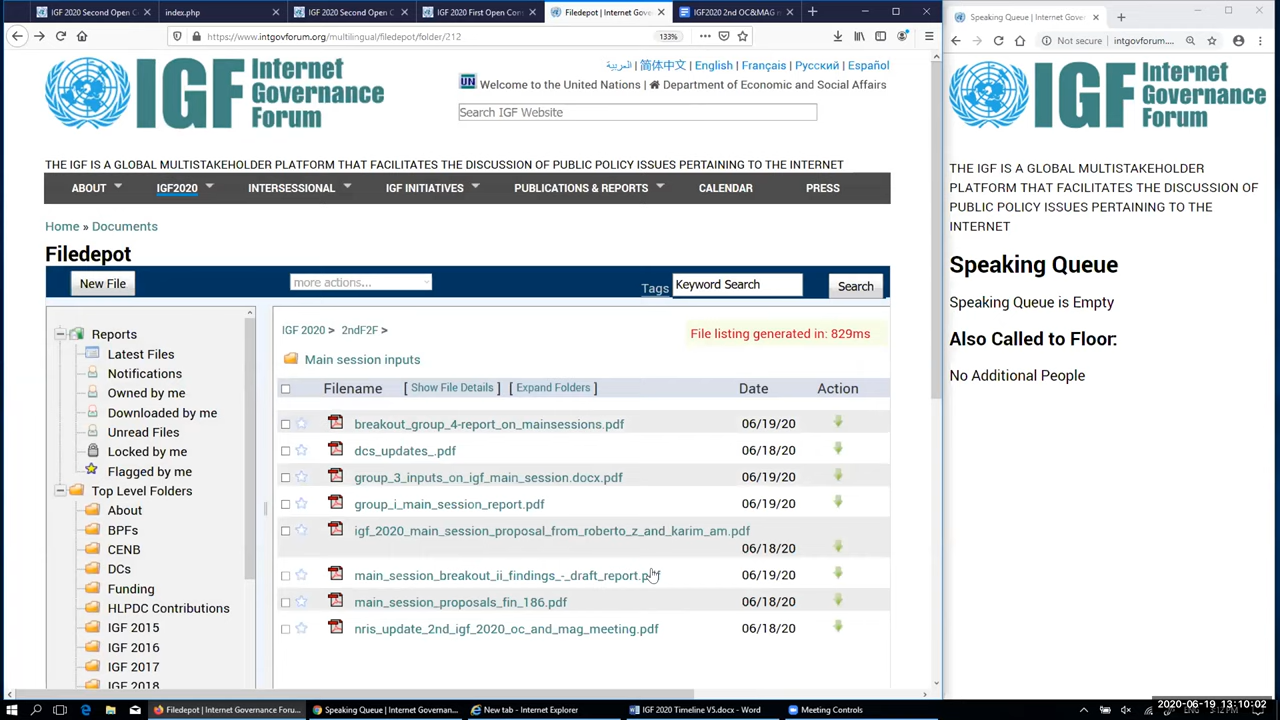 IGF 2020 Second Open C
index.php
IGF 2020 Second Open C
IGF 2020 First Open Con
Filedepot | Internet Gover
IGF2020 2nd OC&MAG m
Speaking Queue | Internet Gover
https://www.intgovforum.org/multilingual/filedepot/folder/212
133%
Not secure | intgovforum....
IGF Internet Governance Forum
العربية | 简体中文 | English | Français | Русский | Español
UN Welcome to the United Nations | Department of Economic and Social Affairs
Search IGF Website
THE IGF IS A GLOBAL MULTISTAKEHOLDER PLATFORM THAT FACILITATES THE DISCUSSION OF PUBLIC POLICY ISSUES PERTAINING TO THE INTERNET
ABOUT IGF2020 INTERSESSIONAL IGF INITIATIVES PUBLICATIONS & REPORTS CALENDAR PRESS
Home » Documents
Filedepot
New File
more actions...
Tags
Keyword Search
Search
Reports
Latest Files
Notifications
Owned by me
Downloaded by me
Unread Files
Locked by me
Flagged by me
Top Level Folders
About
BPFs
CENB
DCs
Funding
HLPDC Contributions
IGF 2015
IGF 2016
IGF 2017
IGF 2018
IGF 2020 > 2ndF2F >
File listing generated in: 829ms
Main session inputs
Filename [ Show File Details ] [ Expand Folders ] Date Action
breakout_group_4-report_on_mainsessions.pdf 06/19/20
dcs_updates_.pdf 06/18/20
group_3_inputs_on_igf_main_session.docx.pdf 06/19/20
group_i_main_session_report.pdf 06/19/20
igf_2020_main_session_proposal_from_roberto_z_and_karim_am.pdf
06/18/20
main_session_breakout_ii_findings_-_draft_report.pdf 06/19/20
main_session_proposals_fin_186.pdf 06/18/20
nris_update_2nd_igf_2020_oc_and_mag_meeting.pdf 06/18/20
IGF Internet Governance Forum
THE IGF IS A GLOBAL MULTISTAKEHOLDER
PLATFORM THAT FACILITATES THE DISCUSSION OF
PUBLIC POLICY ISSUES PERTAINING TO THE
INTERNET
Speaking Queue
Speaking Queue is Empty
Also Called to Floor:
No Additional People
Filedepot | Internet Governa...
Speaking Queue | Internet Governan...
New tab - Internet Explorer
IGF 2020 Timeline V5.docx - Word
Meeting Controls
2020-06-19 13:10:02